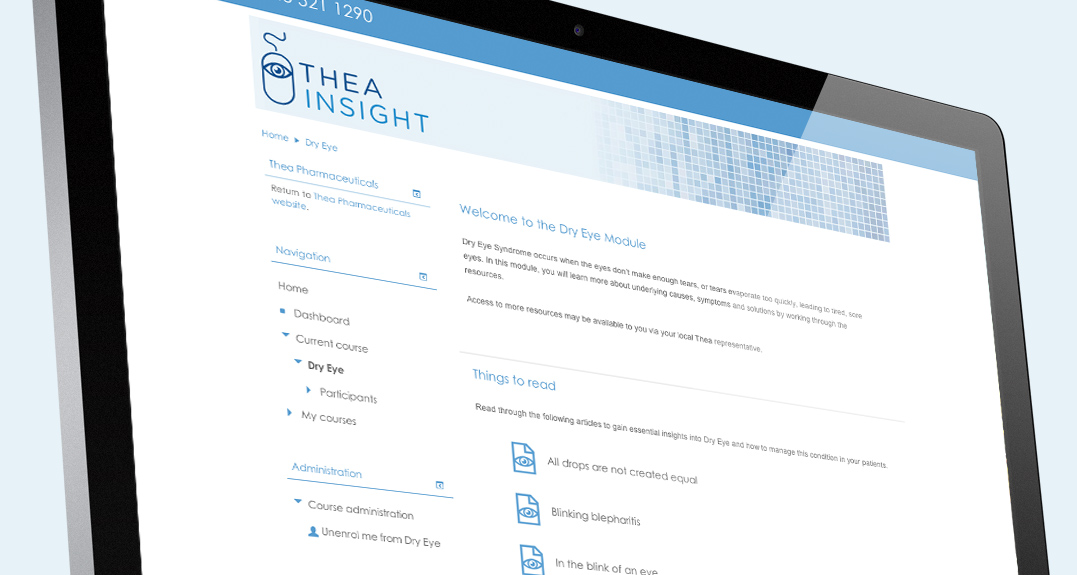 321 1290
THEA
INSIGHT
Home ▸ Dry Eye
Thea Pharmaceuticals
Return to Thea Pharmaceuticals
website.
Navigation
Home
Dashboard
Current course
Dry Eye
Participants
My courses
Administration
Course administration
Unenrol me from Dry Eye
Welcome to the Dry Eye Module
Dry Eye Syndrome occurs when the eyes don't make enough tears, or tears evaporate too quickly, leading to tired, sore
eyes. In this module, you will learn more about underlying causes, symptoms and solutions by working through the
resources.
Access to more resources may be available to you via your local Thea representative.
Things to read
Read through the following articles to gain essential insights into Dry Eye and how to manage this condition in your patients.
All drops are not created equal
Blinking blepharitis
In the blink of an eye